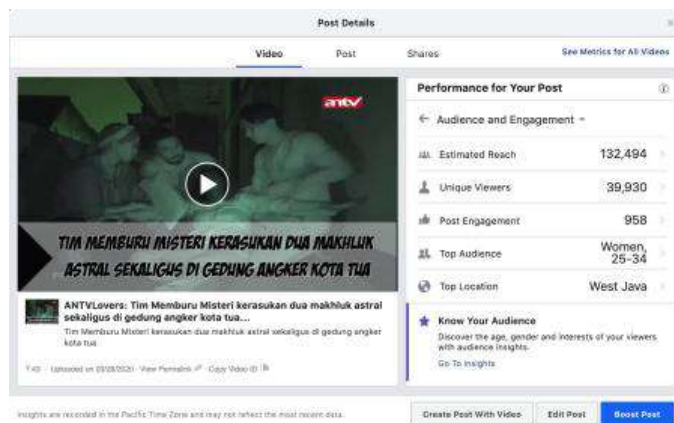 Post Details
Video Post Shares See Metrics for All Videos
antv
TIM MEMBURU MISTERI KERASUKAN DUA MAKHLUK
ASTRAL SEKALIGUS DI GEDUNG ANGKER KOTA TUA
ANTVLovers: Tim Memburu Misteri kerasukan dua makhluk astral
sekaligus di gedung angker kota tua...
Tim Memburu Misteri kerasukan dua makhluk astral sekaligus di gedung angker
kota tua
Uploaded on 03/28/2020 · View Permalink · Copy Video ID
Performance for Your Post
Audience and Engagement
Estimated Reach 132,494
Unique Viewers 39,930
Post Engagement 958
Top Audience Women,
25-34
Top Location West Java
Know Your Audience
Discover the age, gender and interests of your viewers
with audience insights.
Go To Insights
Insights are recorded in the Pacific Time Zone and may not reflect the most recent data.
Create Post With Video Edit Post Boost Post